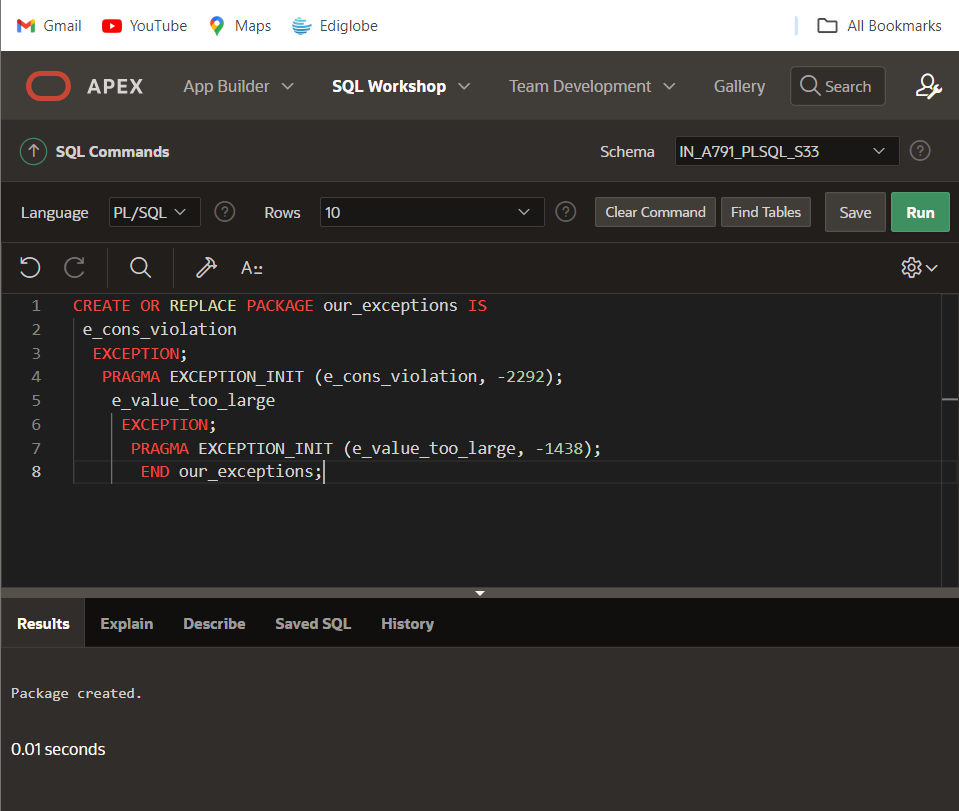 Gmail YouTube Maps Ediglobe All Bookmarks
APEX App Builder SQL Workshop Team Development Gallery Search
SQL Commands Schema IN_A791_PLSQL_S33
Language PL/SQL Rows 10 Clear Command Find Tables Save Run
A::
1 CREATE OR REPLACE PACKAGE our_exceptions IS
2 e_cons_violation
3 EXCEPTION;
4 PRAGMA EXCEPTION_INIT (e_cons_violation, -2292);
5 e_value_too_large
6 EXCEPTION;
7 PRAGMA EXCEPTION_INIT (e_value_too_large, -1438);
8 END our_exceptions;
Results Explain Describe Saved SQL History
Package created.
0.01 seconds